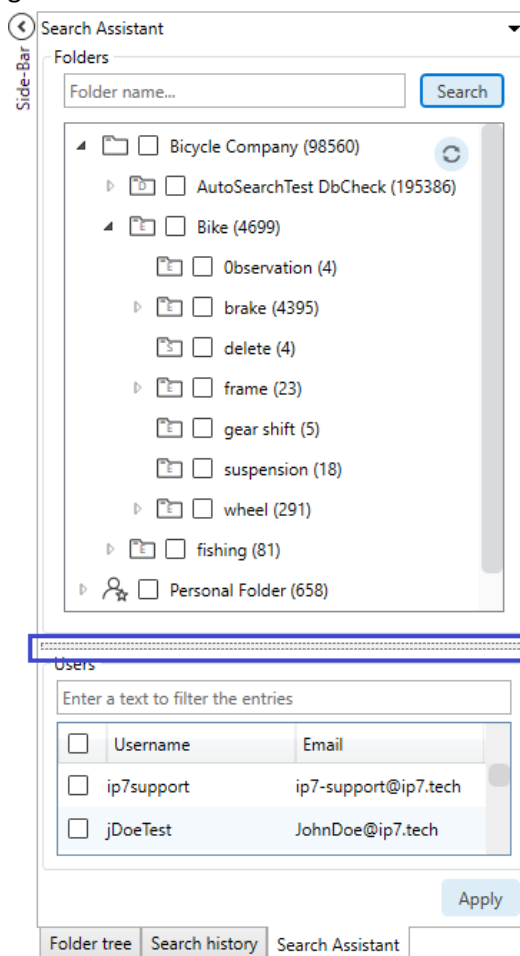 Search Assistant
Side-Bar
Folders
Folder name...
Search
Bicycle Company (98560)
D AutoSearchTest DbCheck (195386)
E Bike (4699)
E 0bservation (4)
E brake (4395)
S delete (4)
E frame (23)
E gear shift (5)
E suspension (18)
E wheel (291)
E fishing (81)
Personal Folder (658)
Users
Enter a text to filter the entries
Username Email
ip7support ip7-support@ip7.tech
jDoeTest JohnDoe@ip7.tech
Apply
Folder tree Search history Search Assistant